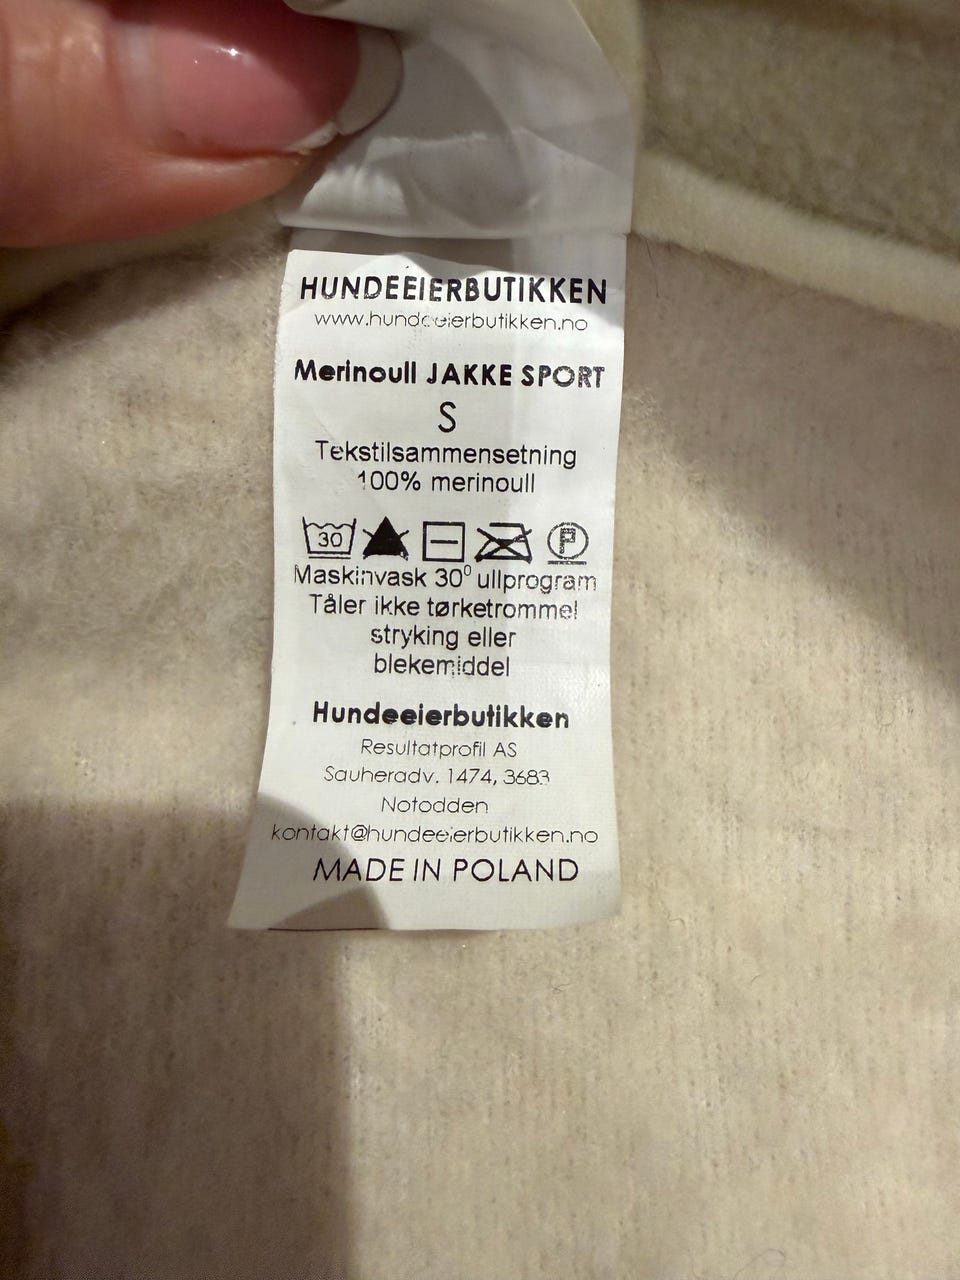 HUNDEEIERBUTIKKEN
www.hundeeierbutikken.no
Merinoull JAKKE SPORT
S
Tekstilsammensetning
100% merinoull
30 P
Maskinvask 30⁰ ullprogram
Tåler ikke tørketrommel
stryking eller
blekemiddel
Hundeeierbutikken
Resultatprofil AS
Sauheradv. 1474, 3683
Notodden
kontakt@hundeeierbutikken.no
MADE IN POLAND